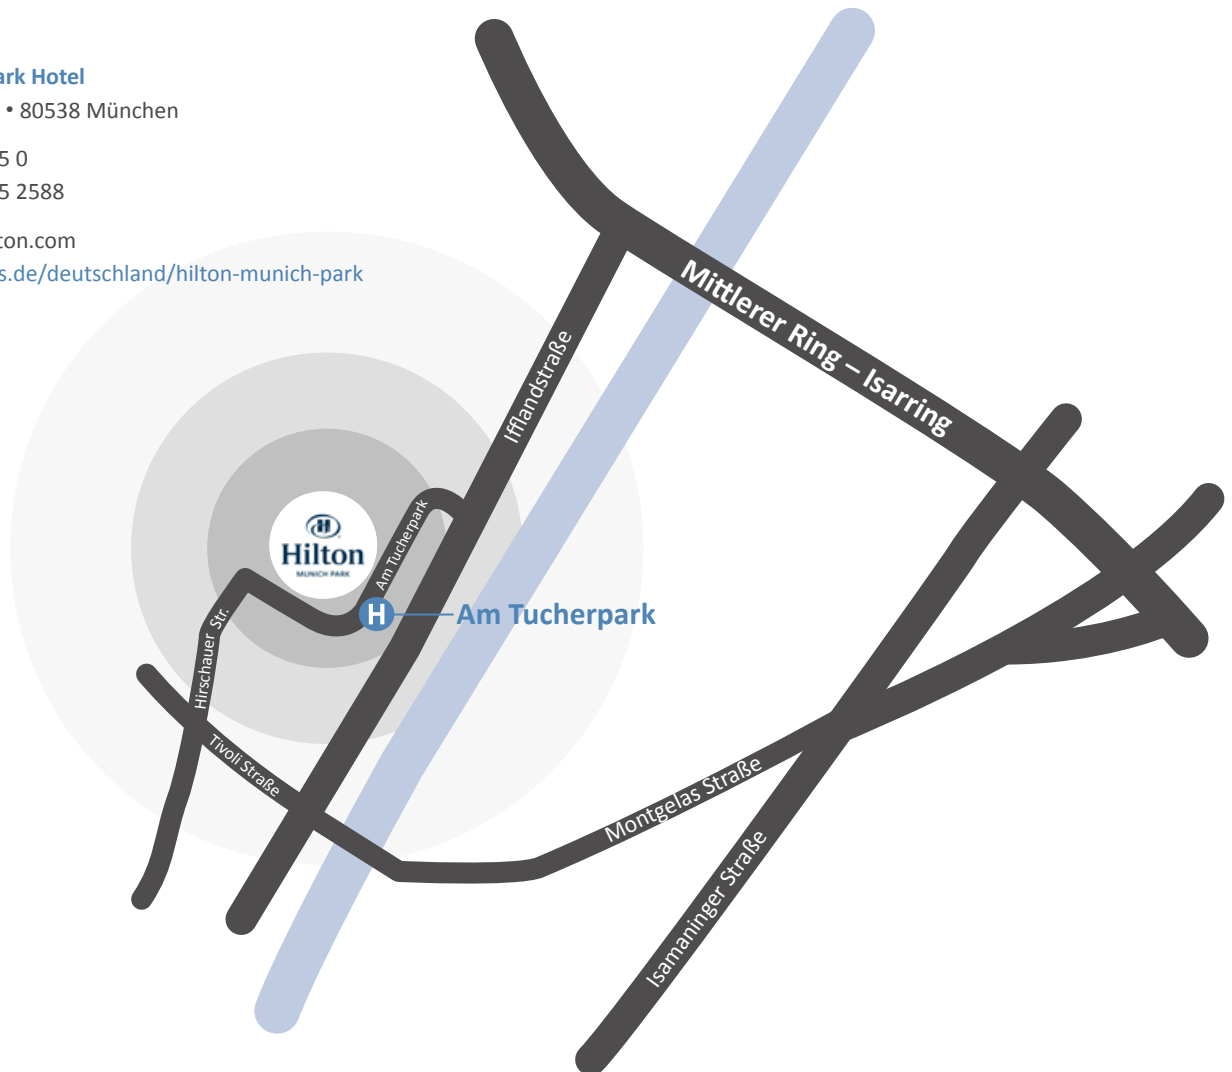 ark Hotel
• 80538 München
5 0
5 2588
ton.com
s.de/deutschland/hilton-munich-park
Mittlerer Ring – Isarring
Ifflandstraße
Am Tucherpark
H
Hilton
MUNICH PARK
H
Am Tucherpark
Hirschauer Str.
Tivoli Straße
Montgelas Straße
Isamaninger Straße